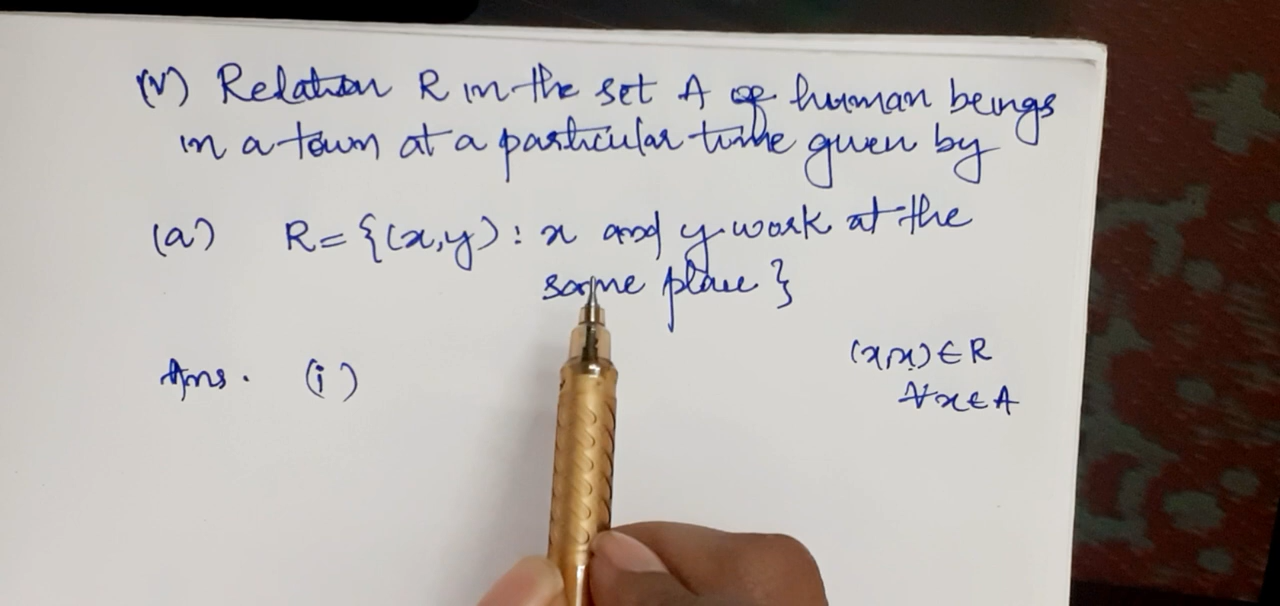 (V) Relation R in the set A of human beings
in a town at a particular time given by
(a) R = {(x,y) : x and y work at the
same place }
(x,x) ∈ R
Ans. (i)
∀x ∈ A